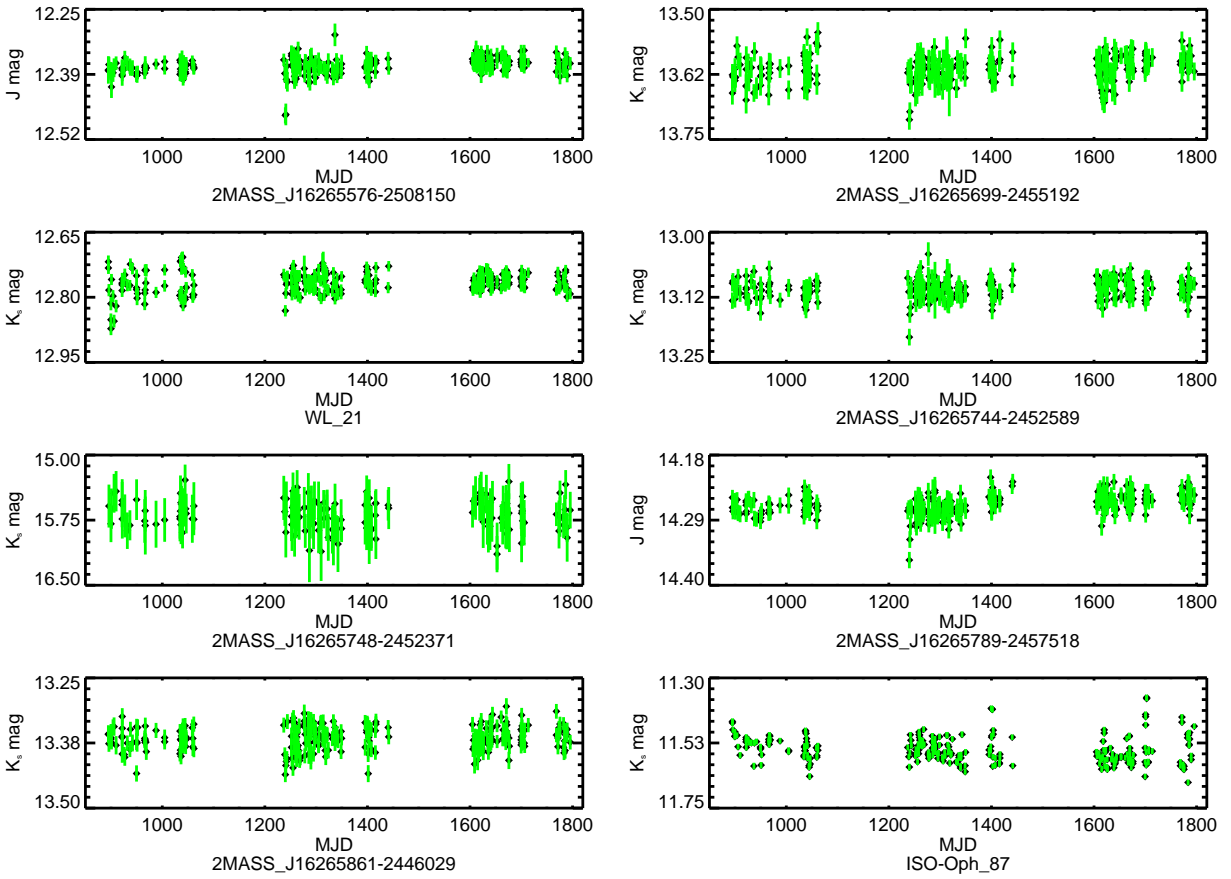 12.25
12.39
12.52
J mag
1000 1200 1400 1600 1800
MJD
2MASS_J16265576-2508150
13.50
13.62
13.75
Ks mag
1000 1200 1400 1600 1800
MJD
2MASS_J16265699-2455192
12.65
12.80
12.95
Ks mag
1000 1200 1400 1600 1800
MJD
WL_21
13.00
13.12
13.25
Ks mag
1000 1200 1400 1600 1800
MJD
2MASS_J16265744-2452589
15.00
15.75
16.50
Ks mag
1000 1200 1400 1600 1800
MJD
2MASS_J16265748-2452371
14.18
14.29
14.40
J mag
1000 1200 1400 1600 1800
MJD
2MASS_J16265789-2457518
13.25
13.38
13.50
Ks mag
1000 1200 1400 1600 1800
MJD
2MASS_J16265861-2446029
11.30
11.53
11.75
Ks mag
1000 1200 1400 1600 1800
MJD
ISO-Oph_87